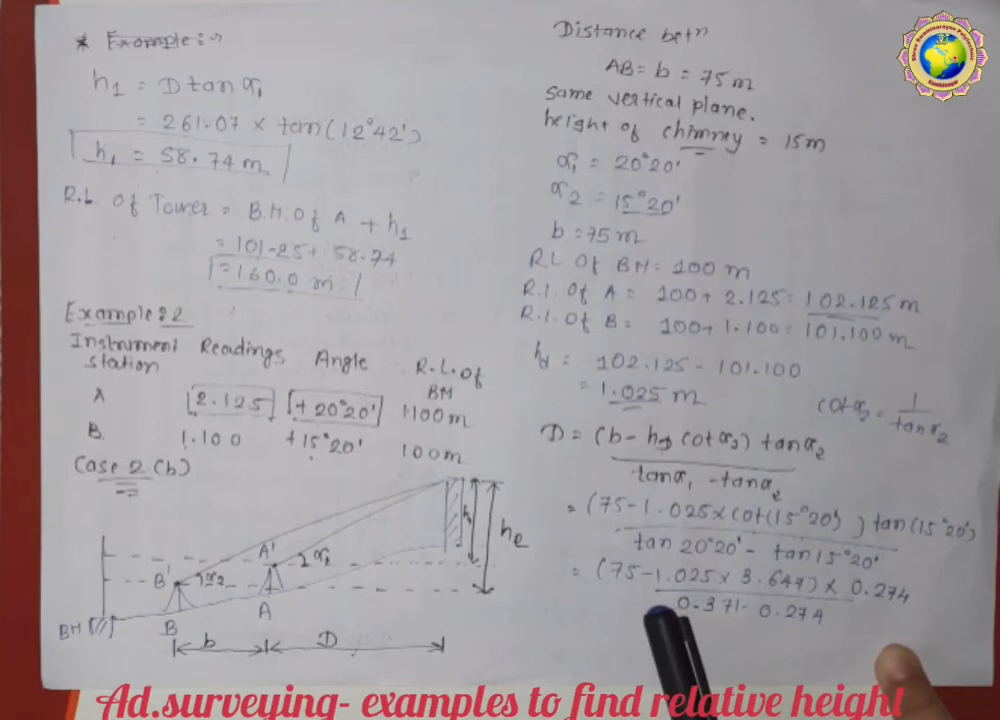 * Example:-
h1 = D tan α1
= 261.07 × tan(12°42')
h1 = 58.74 m
R.L. of Tower = B.M. of A + h1
= 101.25 + 58.74
= 160.0 m
Example: 2
Instrument station Readings Angle R.L. of BM
A 2.125 + 20°20' 100m
B. 1.100 +15°20' 100m
Case 2 (b)
A'
B'
α2
h
he
BM
B
A
b
D
Distance betn
AB = b = 75 m
same vertical plane.
height of chimney = 15m
α1 = 20°20'
α2 = 15°20'
b = 75 m
R.L of BM = 100 m
R.l. of A = 100 + 2.125 = 102.125 m
R.l. of B = 100 + 1.100 = 101.100 m
hd = 102.125 - 101.100
= 1.025 m
cot α2 = 1 / tan α2
D = (b - hd cot α2) tan α2
tan α1 - tan α2
= (75 - 1.025 × cot(15°20')) tan(15°20')
tan 20°20' - tan 15°20'
= (75 - 1.025 × 3.647) × 0.274
0.371 - 0.274
Ad.surveying- examples to find relative height